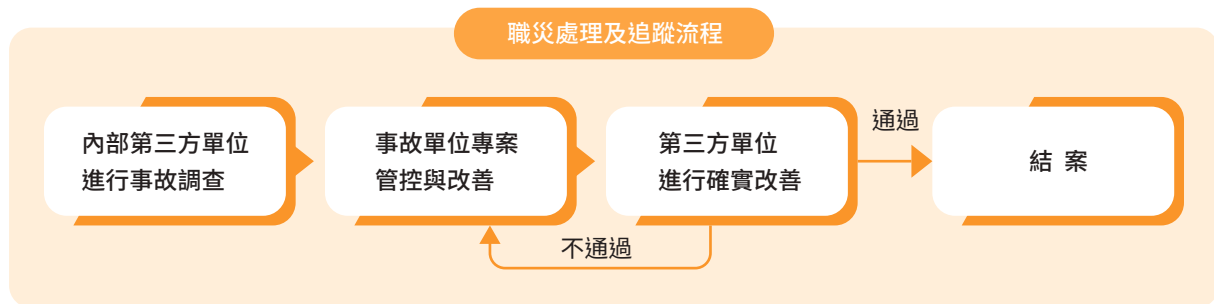 職災處理及追蹤流程
內部第三方單位
進行事故調查
事故單位專案
管控與改善
第三方單位
進行確實改善
通過
結 案
不通過